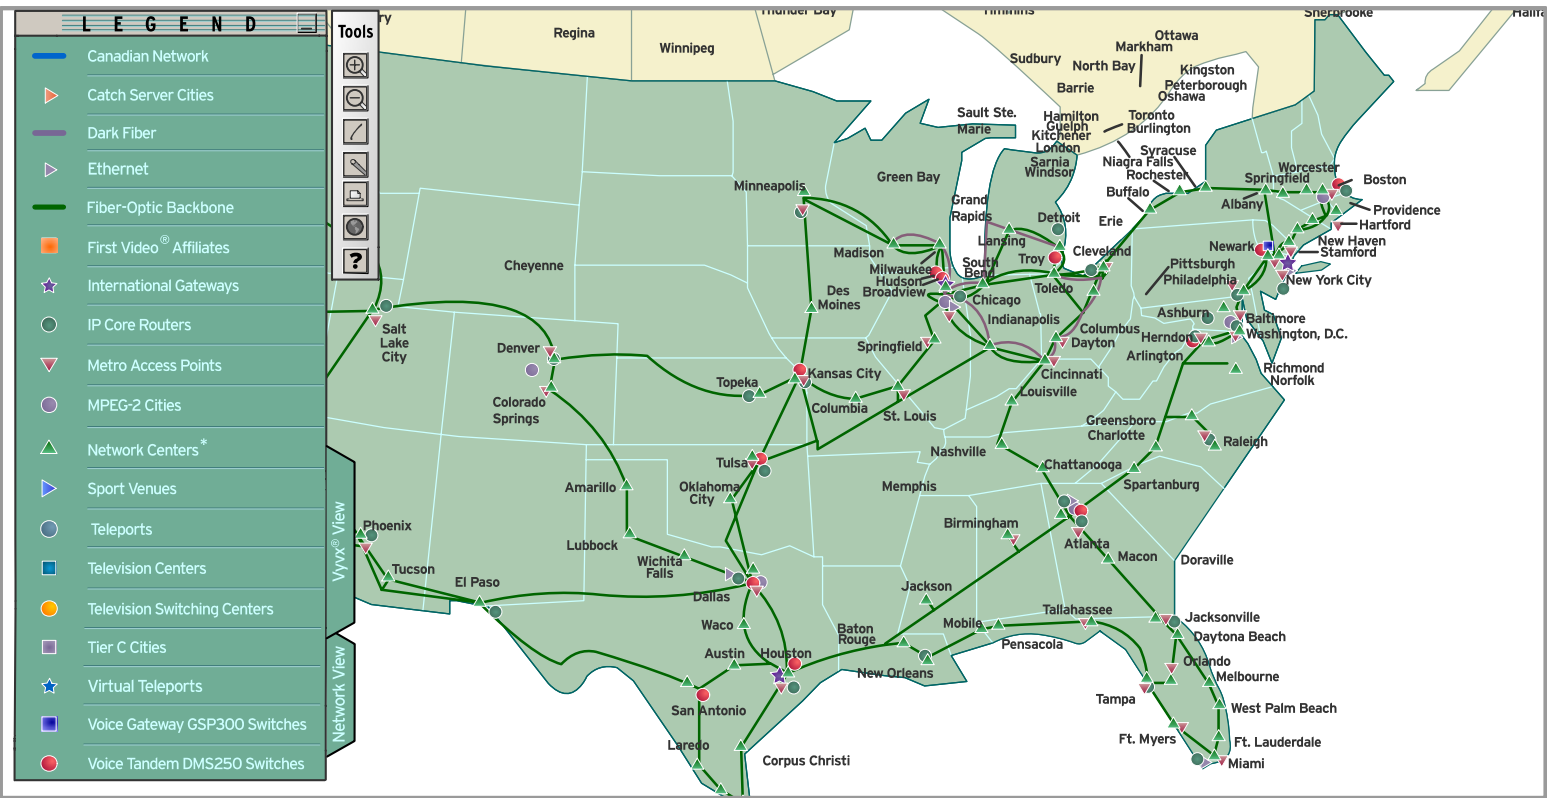 LEGEND
Canadian Network
Catch Server Cities
Dark Fiber
Ethernet
Fiber-Optic Backbone
First Video® Affiliates
International Gateways
IP Core Routers
Metro Access Points
MPEG-2 Cities
Network Centers*
Sport Venues
Teleports
Television Centers
Television Switching Centers
Tier C Cities
Virtual Teleports
Voice Gateway GSP300 Switches
Voice Tandem DMS250 Switches
Vyvx® View
Network View
Tools
?
ry
Regina
Winnipeg
Thunder Bay
Timmins
Sherbrooke
Halifa
Ottawa
Markham
Sudbury
North Bay
Kingston
Peterborough
Oshawa
Barrie
Sault Ste.
Marie
Hamilton
Guelph
Kitchener
London
Sarnia
Windsor
Toronto
Burlington
Niagra Falls
Syracuse
Rochester
Buffalo
Worcester
Springfield
Albany
Boston
Providence
Hartford
New Haven
Stamford
New York City
Newark
Minneapolis
Green Bay
Grand
Rapids
Detroit
Erie
Lansing
Troy
Cleveland
Madison
Milwaukee
Hudson
Broadview
South
Bend
Toledo
Chicago
Pittsburgh
Philadelphia
Cheyenne
Des
Moines
Indianapolis
Columbus
Dayton
Ashburn
Baltimore
Washington, D.C.
Herndon
Arlington
Salt
Lake
City
Denver
Springfield
Cincinnati
Richmond
Norfolk
Topeka
Kansas City
Columbia
St. Louis
Louisville
Colorado
Springs
Greensboro
Charlotte
Raleigh
Nashville
Chattanooga
Spartanburg
Tulsa
Oklahoma
City
Memphis
Amarillo
Birmingham
Atlanta
Macon
Doraville
Phoenix
Tucson
Lubbock
Wichita
Falls
El Paso
Dallas
Jackson
Waco
Baton
Rouge
Mobile
Tallahassee
Jacksonville
Daytona Beach
Pensacola
Austin
Houston
New Orleans
Orlando
Melbourne
Tampa
West Palm Beach
San Antonio
Laredo
Corpus Christi
Ft. Myers
Ft. Lauderdale
Miami